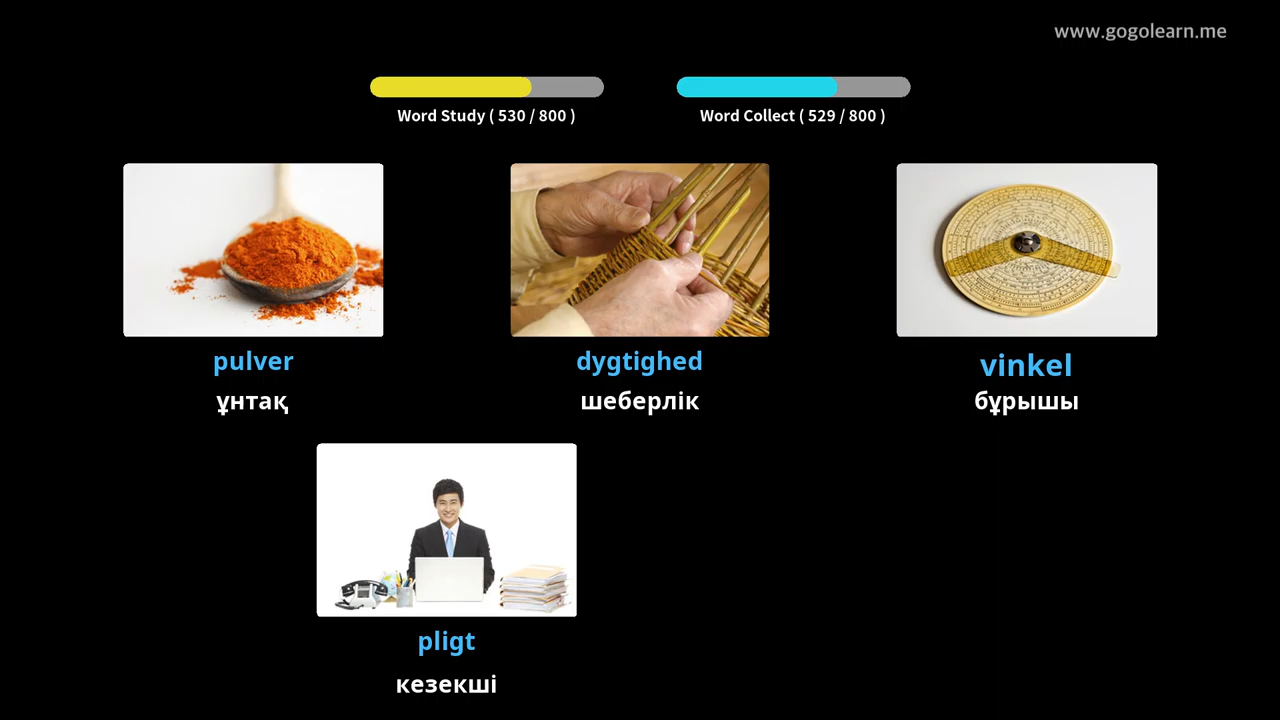 www.gogolearn.me
Word Study ( 530 / 800 )
Word Collect ( 529 / 800 )
pulver
ұнтақ
dygtighed
шеберлік
vinkel
бұрышы
pligt
кезекші